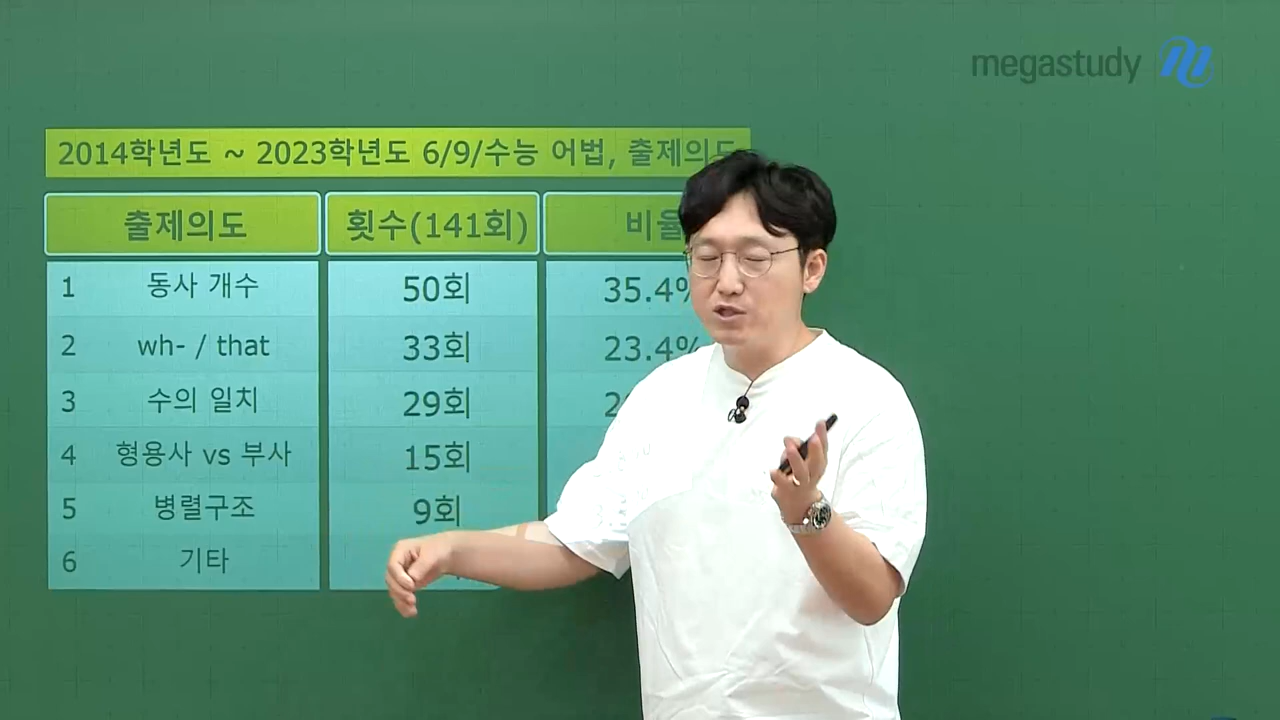 megastudy
2014학년도 ~ 2023학년도 6/9/수능 어법, 출제의도
출제의도 횟수(141회) 비율
1 동사 개수 50회 35.4%
2 wh- / that 33회 23.4%
3 수의 일치 29회
4 형용사 vs 부사 15회
5 병렬구조 9회
6 기타